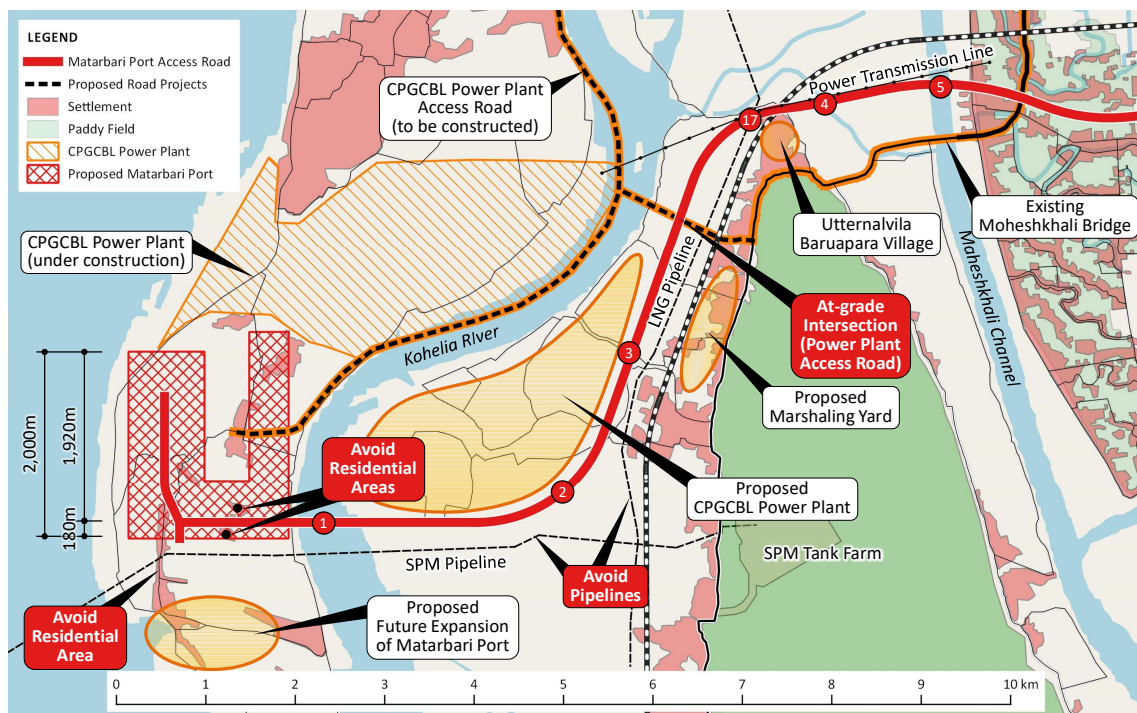 LEGEND
Matarbari Port Access Road
Proposed Road Projects
Settlement
Paddy Field
CPGCBL Power Plant
Proposed Matarbari Port
CPGCBL Power Plant
Access Road
(to be constructed)
Power Transmission Line
17
4
5
CPGCBL Power Plant
(under construction)
Utternalvila
Baruapara Village
Existing
Moheshkhali Bridge
LNG Pipeline
At-grade
Intersection
(Power Plant
Access Road)
Maheshkhali Channel
Kohelia River
3
Proposed
Marshaling Yard
2,000m
1,920m
180m
Avoid
Residential
Areas
2
1
Proposed
CPGCBL Power Plant
SPM Pipeline
Avoid
Pipelines
SPM Tank Farm
Avoid
Residential
Area
Proposed
Future Expansion
of Matarbari Port
0 1 2 3 4 5 6 7 8 9 10 km